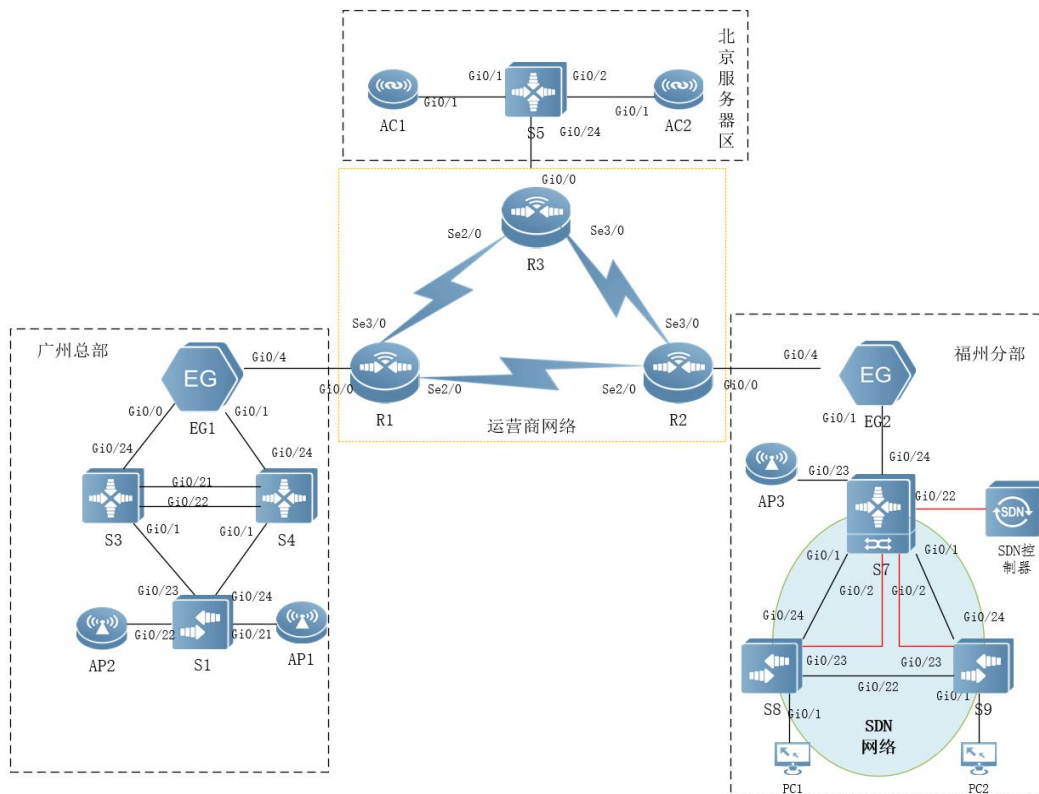 北京服务器区
Gi0/1
Gi0/2
Gi0/1
Gi0/1
AC1
S5
AC2
Gi0/24
Gi0/0
Se2/0
Se3/0
R3
Se3/0
Se3/0
广州总部
Gi0/4
Gi0/4
福州分部
EG
EG
Gi0/0
Se2/0
Se2/0
Gi0/0
R1
运营商网络
R2
Gi0/0
Gi0/1
EG1
Gi0/1
EG2
Gi0/24
Gi0/24
Gi0/24
Gi0/23
AP3
Gi0/21
Gi0/22
Gi0/22
SDN
S3
Gi0/1
Gi0/1
S4
SDN控
制器
Gi0/1
S7
Gi0/1
Gi0/2
Gi0/2
Gi0/23
Gi0/24
Gi0/24
Gi0/24
Gi0/22
Gi0/21
AP2
S1
AP1
Gi0/23
Gi0/23
Gi0/22
S8
Gi0/1
Gi0/1
S9
SDN
网络
PC1
PC2